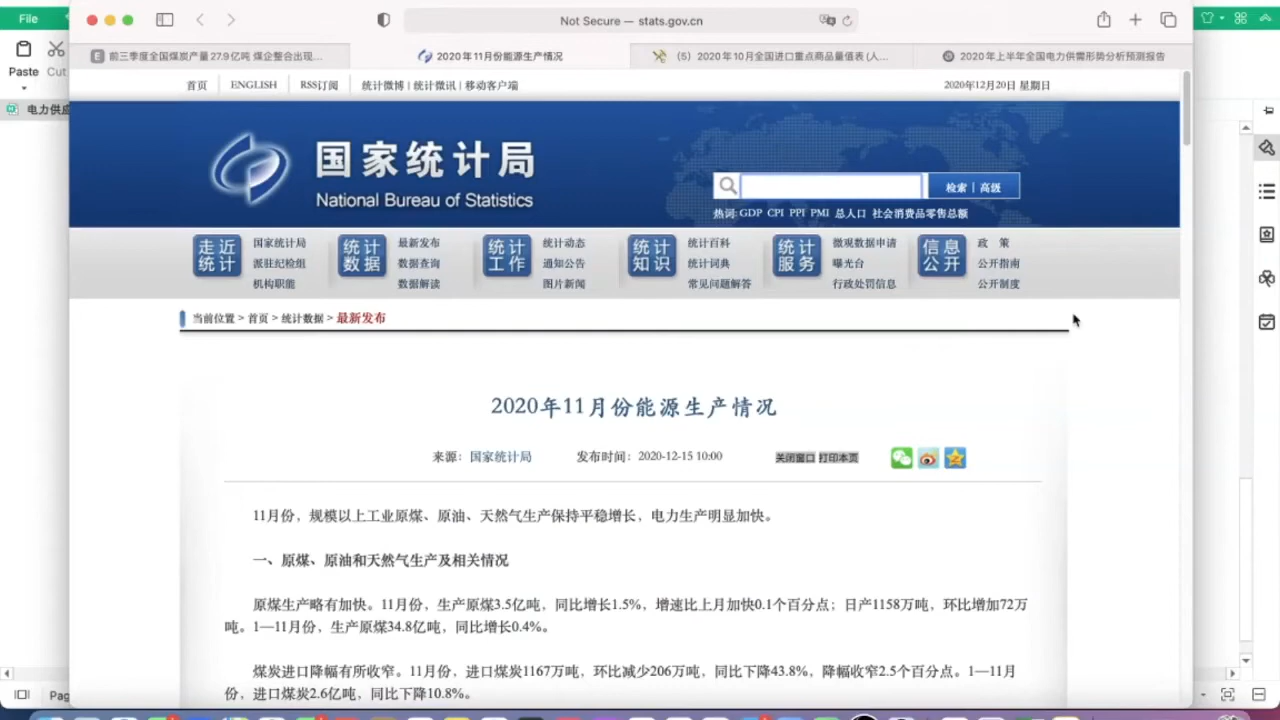 File
Not Secure — stats.gov.cn
前三季度全国煤炭产量27.9亿吨 煤企整合出现...
2020年11月份能源生产情况
（5）2020年10月全国进口重点商品量值表(人...
2020年上半年全国电力供需形势分析预测报告
Paste
Cut
首页 ENGLISH RSS订阅 统计微博 | 统计微讯 | 移动客户端
2020年12月20日 星期日
电力供应
国家统计局
National Bureau of Statistics
检索 | 高级
热词: GDP CPI PPI PMI 总人口 社会消费品零售总额
走近统计
国家统计局
派驻纪检组
机构职能
统计数据
最新发布
数据查询
数据解读
统计工作
统计动态
通知公告
图片新闻
统计知识
统计百科
统计词典
常见问题解答
统计服务
微观数据申请
曝光台
行政处罚信息
信息公开
政 策
公开指南
公开制度
当前位置 > 首页 > 统计数据 > 最新发布
2020年11月份能源生产情况
来源：国家统计局 发布时间：2020-12-15 10:00 关闭窗口 打印本页
11月份，规模以上工业原煤、原油、天然气生产保持平稳增长，电力生产明显加快。
一、原煤、原油和天然气生产及相关情况
原煤生产略有加快。11月份，生产原煤3.5亿吨，同比增长1.5%，增速比上月加快0.1个百分点；日产1158万吨，环比增加72万
吨。1—11月份，生产原煤34.8亿吨，同比增长0.4%。
煤炭进口降幅有所收窄。11月份，进口煤炭1167万吨，环比减少206万吨，同比下降43.8%，降幅收窄2.5个百分点。1—11月
份，进口煤炭2.6亿吨，同比下降10.8%。
Pag